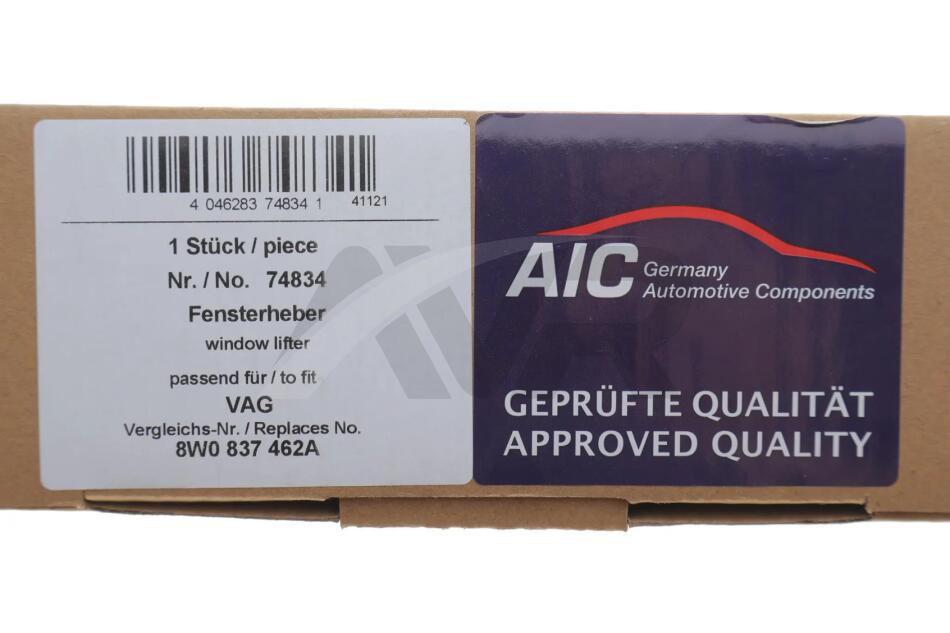 4 046283 74834 1
41121
1 Stück / piece
Nr. / No. 74834
Fensterheber
window lifter
passend für / to fit
VAG
Vergleichs-Nr. / Replaces No.
8W0 837 462A
AIC Germany
Automotive Components
GEPRÜFTE QUALITÄT
APPROVED QUALITY